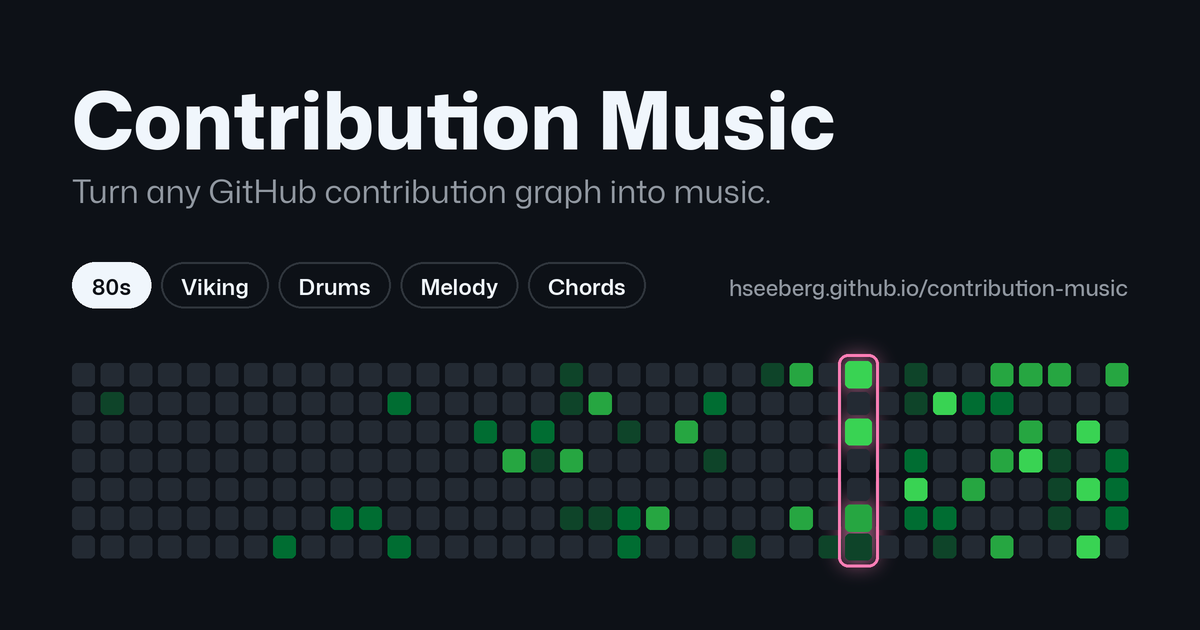 Contribution Music
Turn any GitHub contribution graph into music.
80s Viking Drums Melody Chords hseeberg.github.io/contribution-music